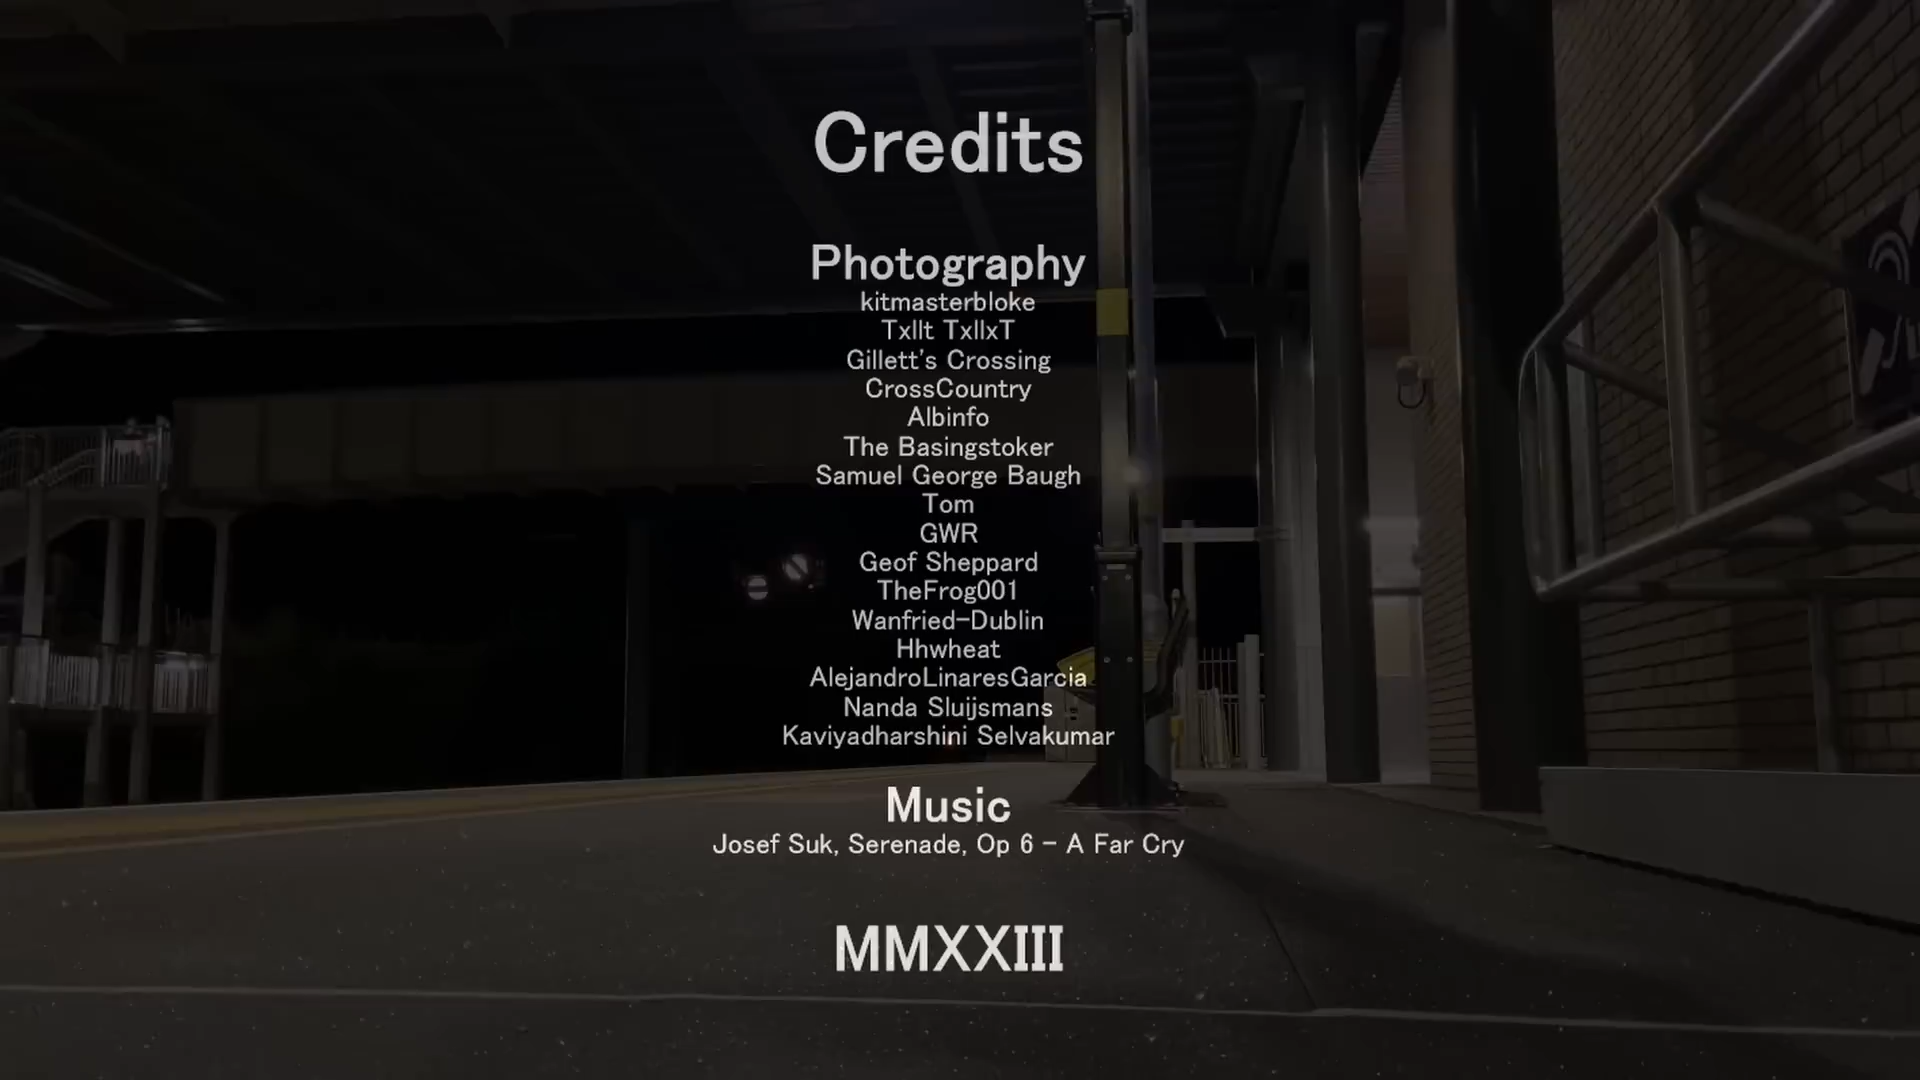 Credits
Photography
kitmasterbloke
Txllt TxllxT
Gillett's Crossing
CrossCountry
Albinfo
The Basingstoker
Samuel George Baugh
Tom
GWR
Geof Sheppard
TheFrog001
Wanfried-Dublin
Hhwheat
AlejandroLinaresGarcia
Nanda Sluijsmans
Kaviyadharshini Selvakumar
Music
Josef Suk, Serenade, Op 6 - A Far Cry
MMXXIII